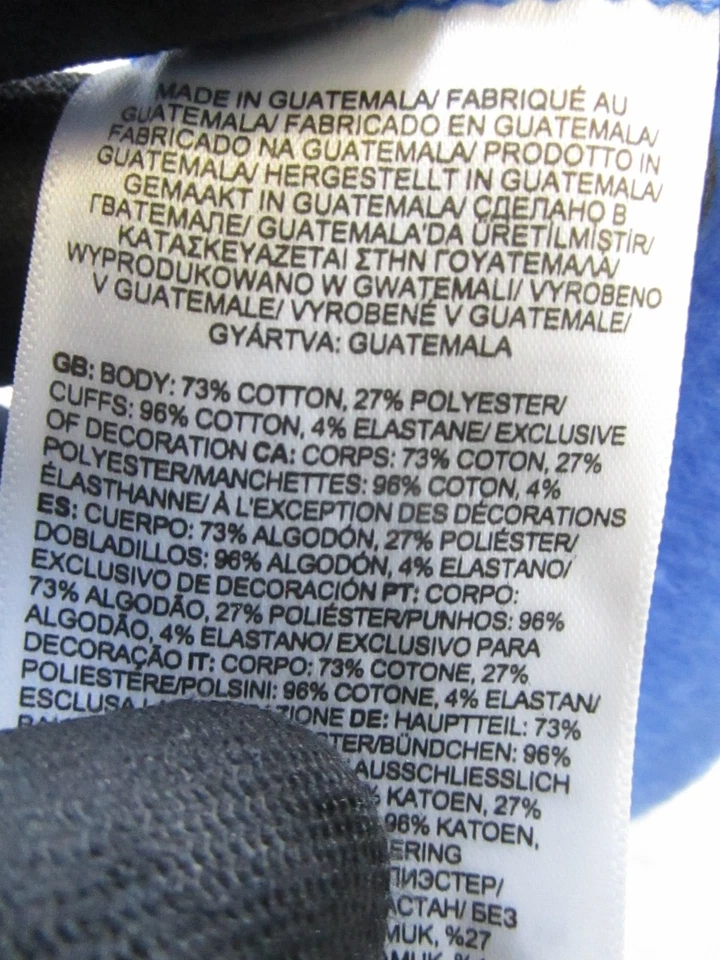 MADE IN GUATEMALA/ FABRIQUÉ AU
GUATEMALA/ FABRICADO EN GUATEMALA/
FABRICADO NA GUATEMALA/ PRODOTTO IN
GUATEMALA/ HERGESTELLT IN GUATEMALA/
GEMAAKT IN GUATEMALA/ СДЕЛАНО В
ГВАТЕМАЛЕ/ GUATEMALA'DA ÜRETİLMİŞTİR/
ΚΑΤΑΣΚΕΥΑΖΕΤΑΙ ΣΤΗΝ ΓΟΥΑΤΕΜΑΛΑ/
WYPRODUKOWANO W GWATEMALI/ VYROBENO
V GUATEMALE/ VYROBENÉ V GUATEMALE/
GYÁRTVA: GUATEMALA
GB: BODY: 73% COTTON, 27% POLYESTER/
CUFFS: 96% COTTON, 4% ELASTANE/ EXCLUSIVE
OF DECORATION CA: CORPS: 73% COTON, 27%
POLYESTER/MANCHETTES: 96% COTON, 4%
ÉLASTHANNE/ À L'EXCEPTION DES DÉCORATIONS
ES: CUERPO: 73% ALGODÓN, 27% POLIÉSTER/
DOBLADILLOS: 96% ALGODÓN, 4% ELASTANO/
EXCLUSIVO DE DECORACIÓN PT: CORPO:
73% ALGODÃO, 27% POLIÉSTER/PUNHOS: 96%
ALGODÃO, 4% ELASTANO/ EXCLUSIVO PARA
DECORAÇÃO IT: CORPO: 73% COTONE, 27%
POLIESTERE/POLSINI: 96% COTONE, 4% ELASTAN/
ZIONE DE: HAUPTTEIL: 73%
TER/BÜNDCHEN: 96%
AUSSCHLIESSLICH
% KATOEN, 27%
96% KATOEN,
ERING
ПИЭСТЕР/
АСТАН/ БЕЗ
MUK, %27